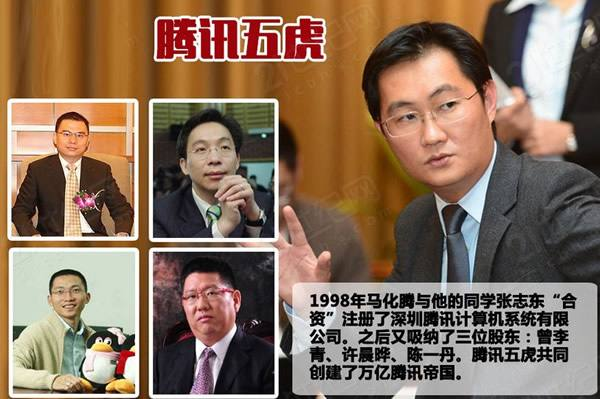 腾讯五虎
1998年马化腾与他的同学张志东“合
资”注册了深圳腾讯计算机系统有限
公司。之后又吸纳了三位股东：曾李
青、许晨晔、陈一丹。腾讯五虎共同
创建了万亿腾讯帝国。